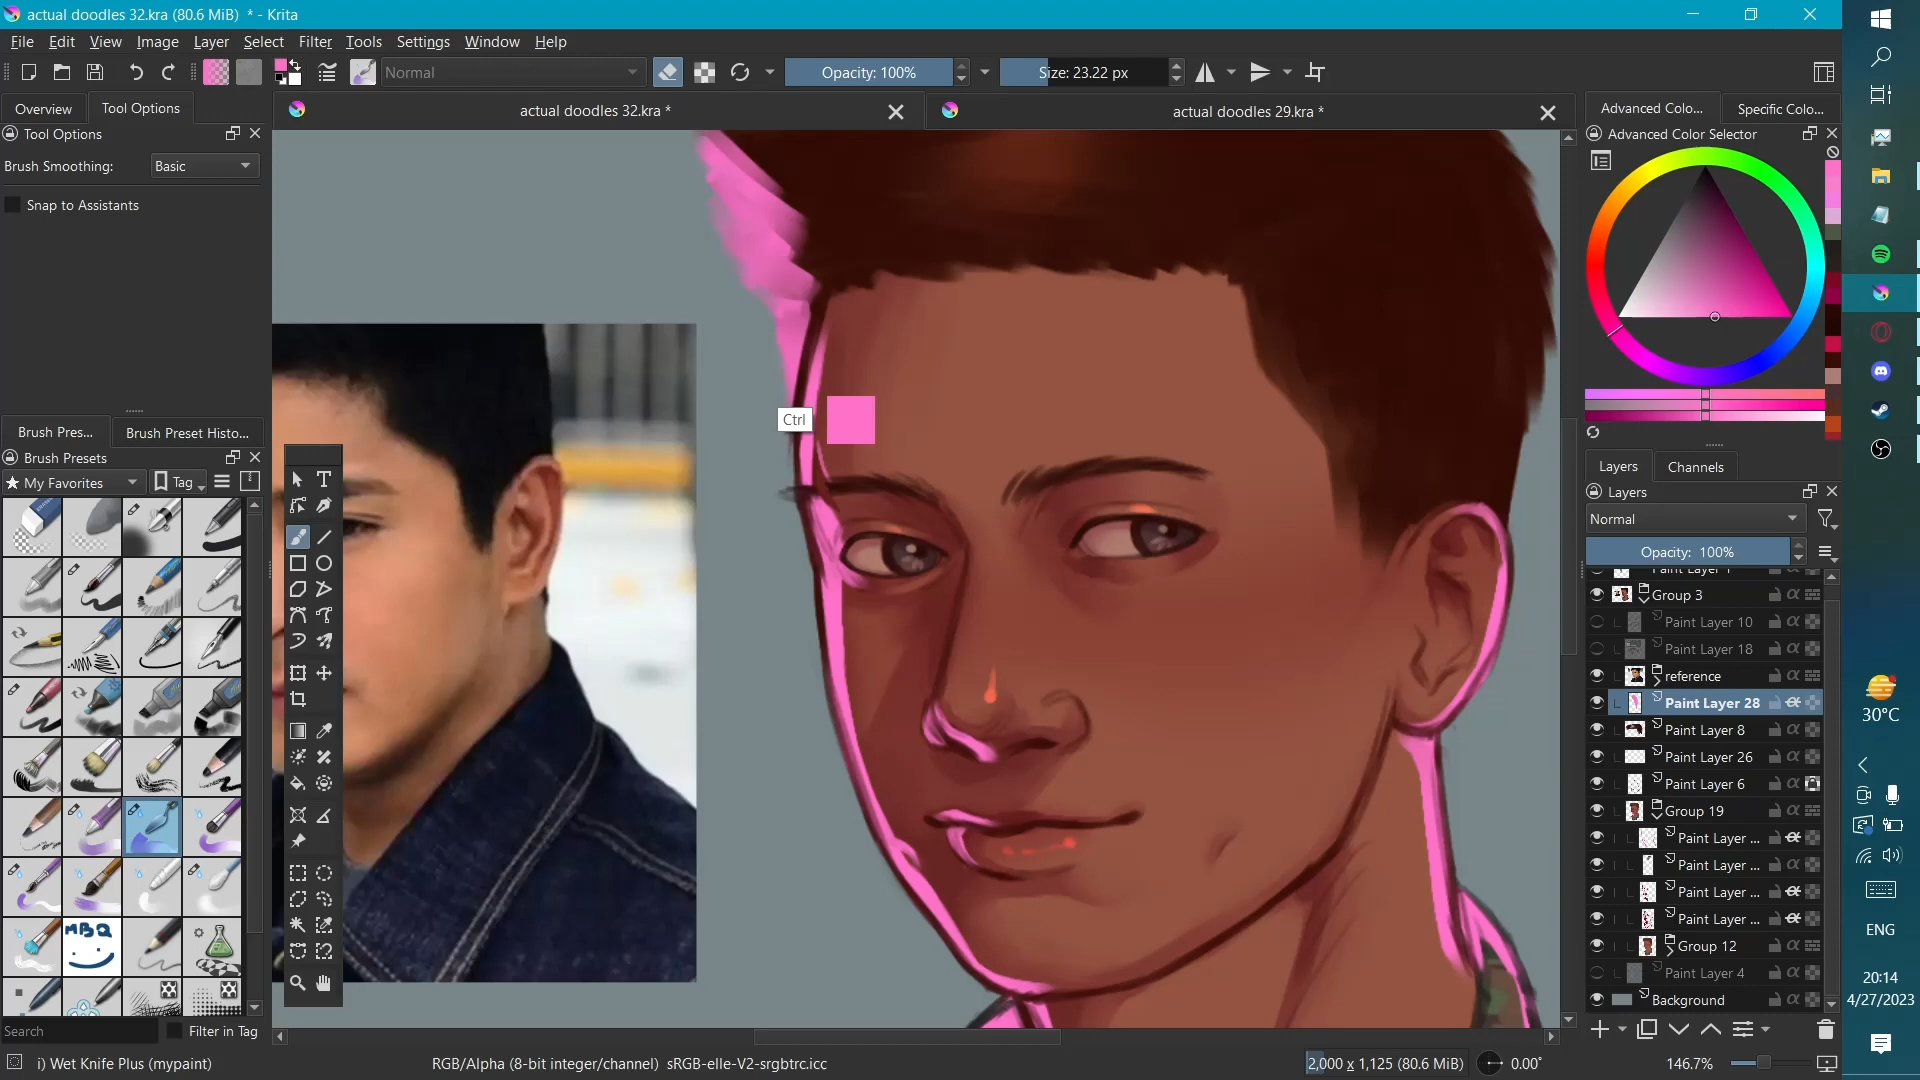 actual doodles 32.kra (80.6 MiB)  * - Krita
File Edit View Image Layer Select Filter Tools Settings Window Help
Normal
Opacity: 100%
Size: 23.22 px
Overview
Tool Options
actual doodles 32.kra *
actual doodles 29.kra *
Advanced Colo...
Specific Colo...
Tool Options
Advanced Color Selector
Brush Smoothing:
Basic
Snap to Assistants
Ctrl
Brush Pres...
Brush Preset Histo...
Brush Presets
My Favorites
Tag
T
Layers
Channels
Layers
Normal
Opacity:  100%
Paint Layer 1
Group 3
Paint Layer 10
Paint Layer 18
reference
Paint Layer 28
Paint Layer 8
Paint Layer 26
Paint Layer 6
Group 19
Paint Layer ...
Paint Layer ...
Paint Layer ...
Paint Layer ...
Group 12
Paint Layer 4
Background
MBQ
Search
Filter in Tag
i) Wet Knife Plus (mypaint)
RGB/Alpha (8-bit integer/channel)  sRGB-elle-V2-srgbtrc.icc
2,000 x 1,125 (80.6 MiB)
0.00°
146.7%
30°C
ENG
20:14
4/27/2023